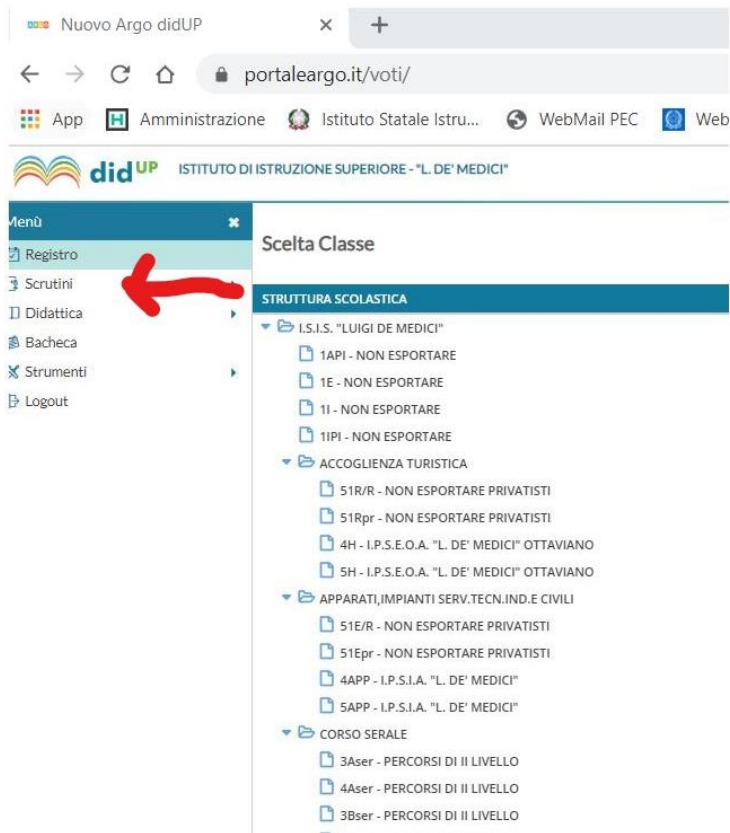 Nuovo Argo didUP
portaleargo.it/voti/
App Amministrazione Istituto Statale Istru... WebMail PEC Web
didUP ISTITUTO DI ISTRUZIONE SUPERIORE - "L. DE' MEDICI"
Menù
Registro
Scrutini
Didattica
Bacheca
Strumenti
Logout
Scelta Classe
STRUTTURA SCOLASTICA
I.S.I.S. "LUIGI DE MEDICI"
1API - NON ESPORTARE
1E - NON ESPORTARE
1I - NON ESPORTARE
1IPI - NON ESPORTARE
ACCOGLIENZA TURISTICA
51R/R - NON ESPORTARE PRIVATISTI
51Rpr - NON ESPORTARE PRIVATISTI
4H - I.P.S.E.O.A. "L. DE' MEDICI" OTTAVIANO
5H - I.P.S.E.O.A. "L. DE' MEDICI" OTTAVIANO
APPARATI,IMPIANTI SERV.TECN.IND.E CIVILI
51E/R - NON ESPORTARE PRIVATISTI
51Epr - NON ESPORTARE PRIVATISTI
4APP - I.P.S.I.A. "L. DE' MEDICI"
5APP - I.P.S.I.A. "L. DE' MEDICI"
CORSO SERALE
3Aser - PERCORSI DI II LIVELLO
4Aser - PERCORSI DI II LIVELLO
3Bser - PERCORSI DI II LIVELLO